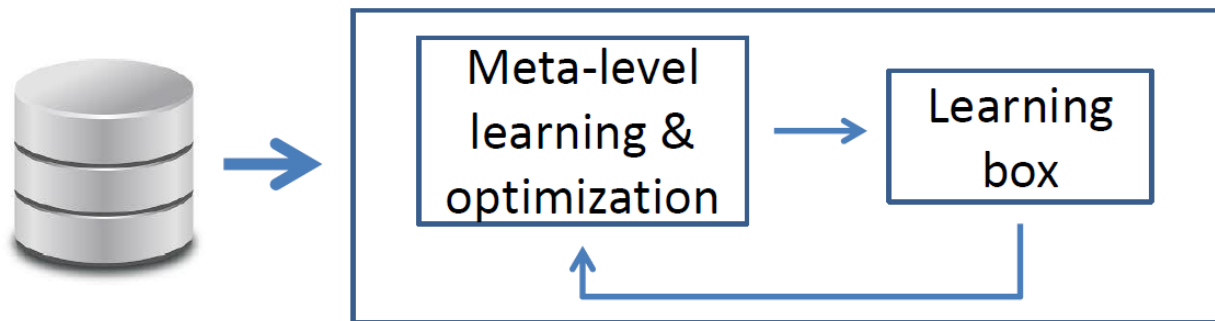 Meta-level
learning &
optimization
Learning
box